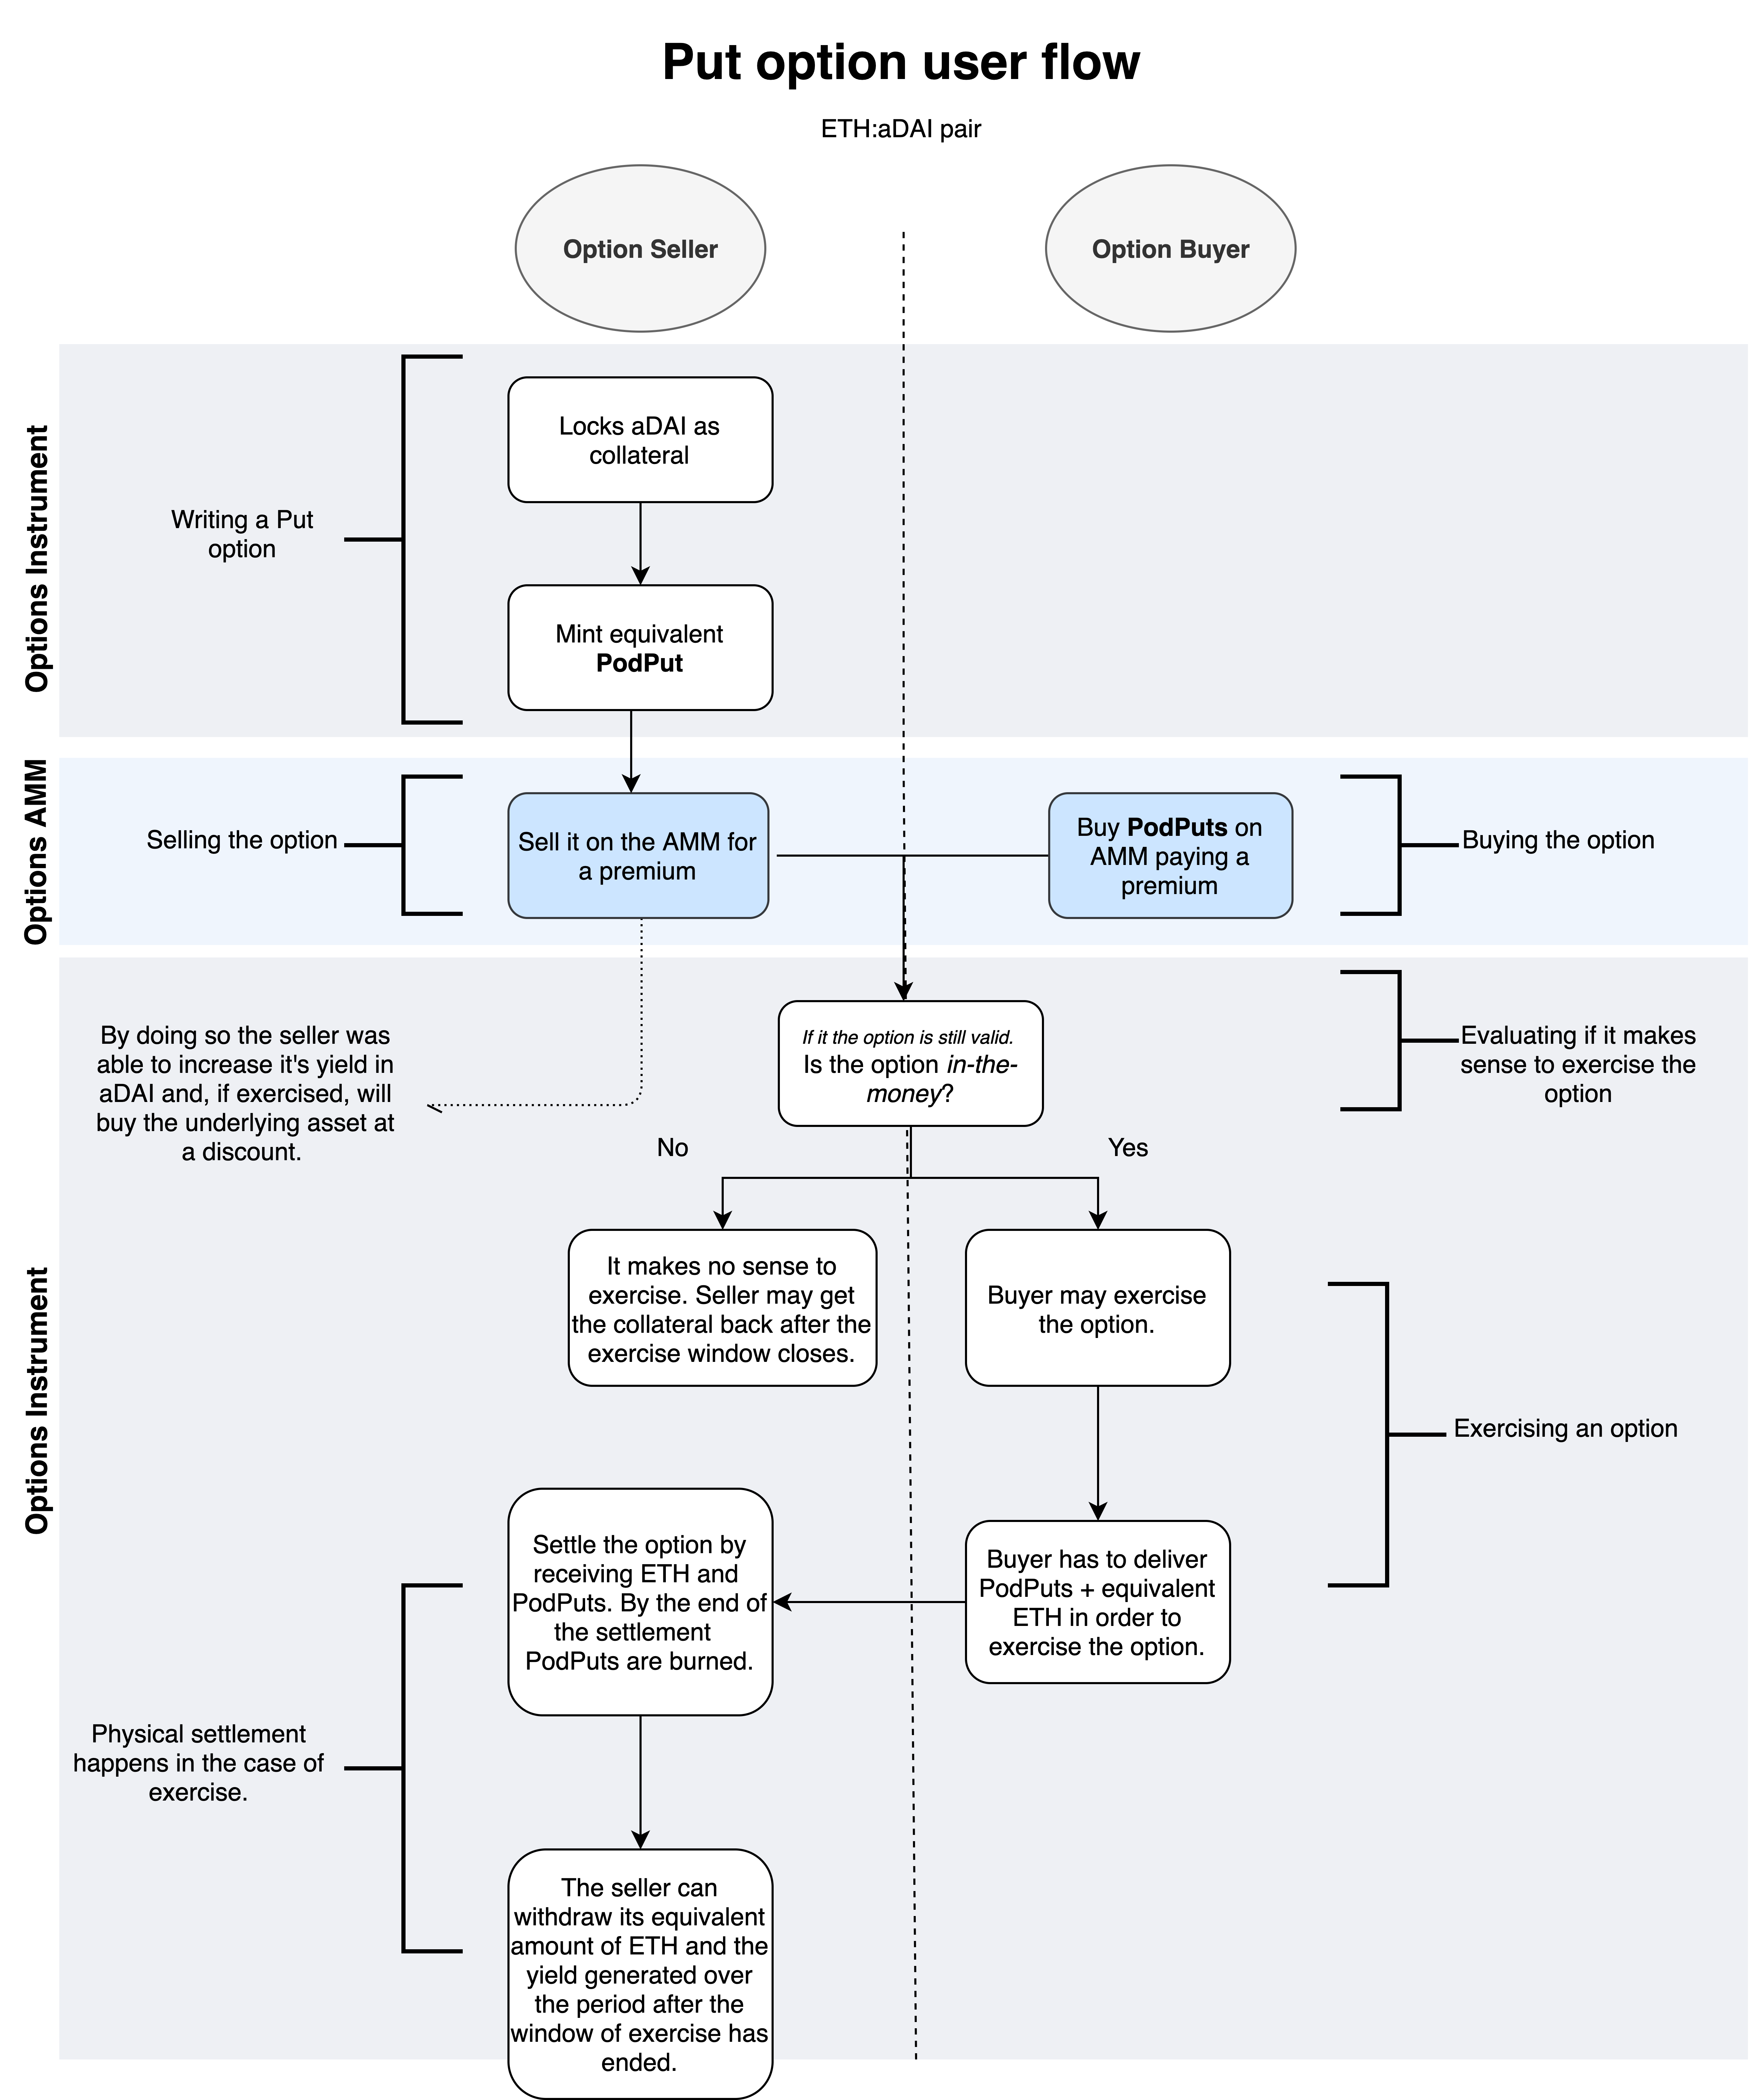 Put option user flow
ETH:aDAI pair
Option Seller
Option Buyer
Options Instrument
Writing a Put
option
Locks aDAI as
collateral
Mint equivalent
PodPut
Options AMM
Selling the option
Sell it on the AMM for
a premium
Buy PodPuts on
AMM paying a
premium
Buying the option
Options Instrument
By doing so the seller was
able to increase it's yield in
aDAI and, if exercised, will
buy the underlying asset at
a discount.
If it the option is still valid.
Is the option in-the-
money?
Evaluating if it makes
sense to exercise the
option
No
Yes
It makes no sense to
exercise. Seller may get
the collateral back after the
exercise window closes.
Buyer may exercise
the option.
Exercising an option
Settle the option by
receiving ETH and
PodPuts. By the end of
the settlement
PodPuts are burned.
Buyer has to deliver
PodPuts + equivalent
ETH in order to
exercise the option.
Physical settlement
happens in the case of
exercise.
The seller can
withdraw its equivalent
amount of ETH and the
yield generated over
the period after the
window of exercise has
ended.